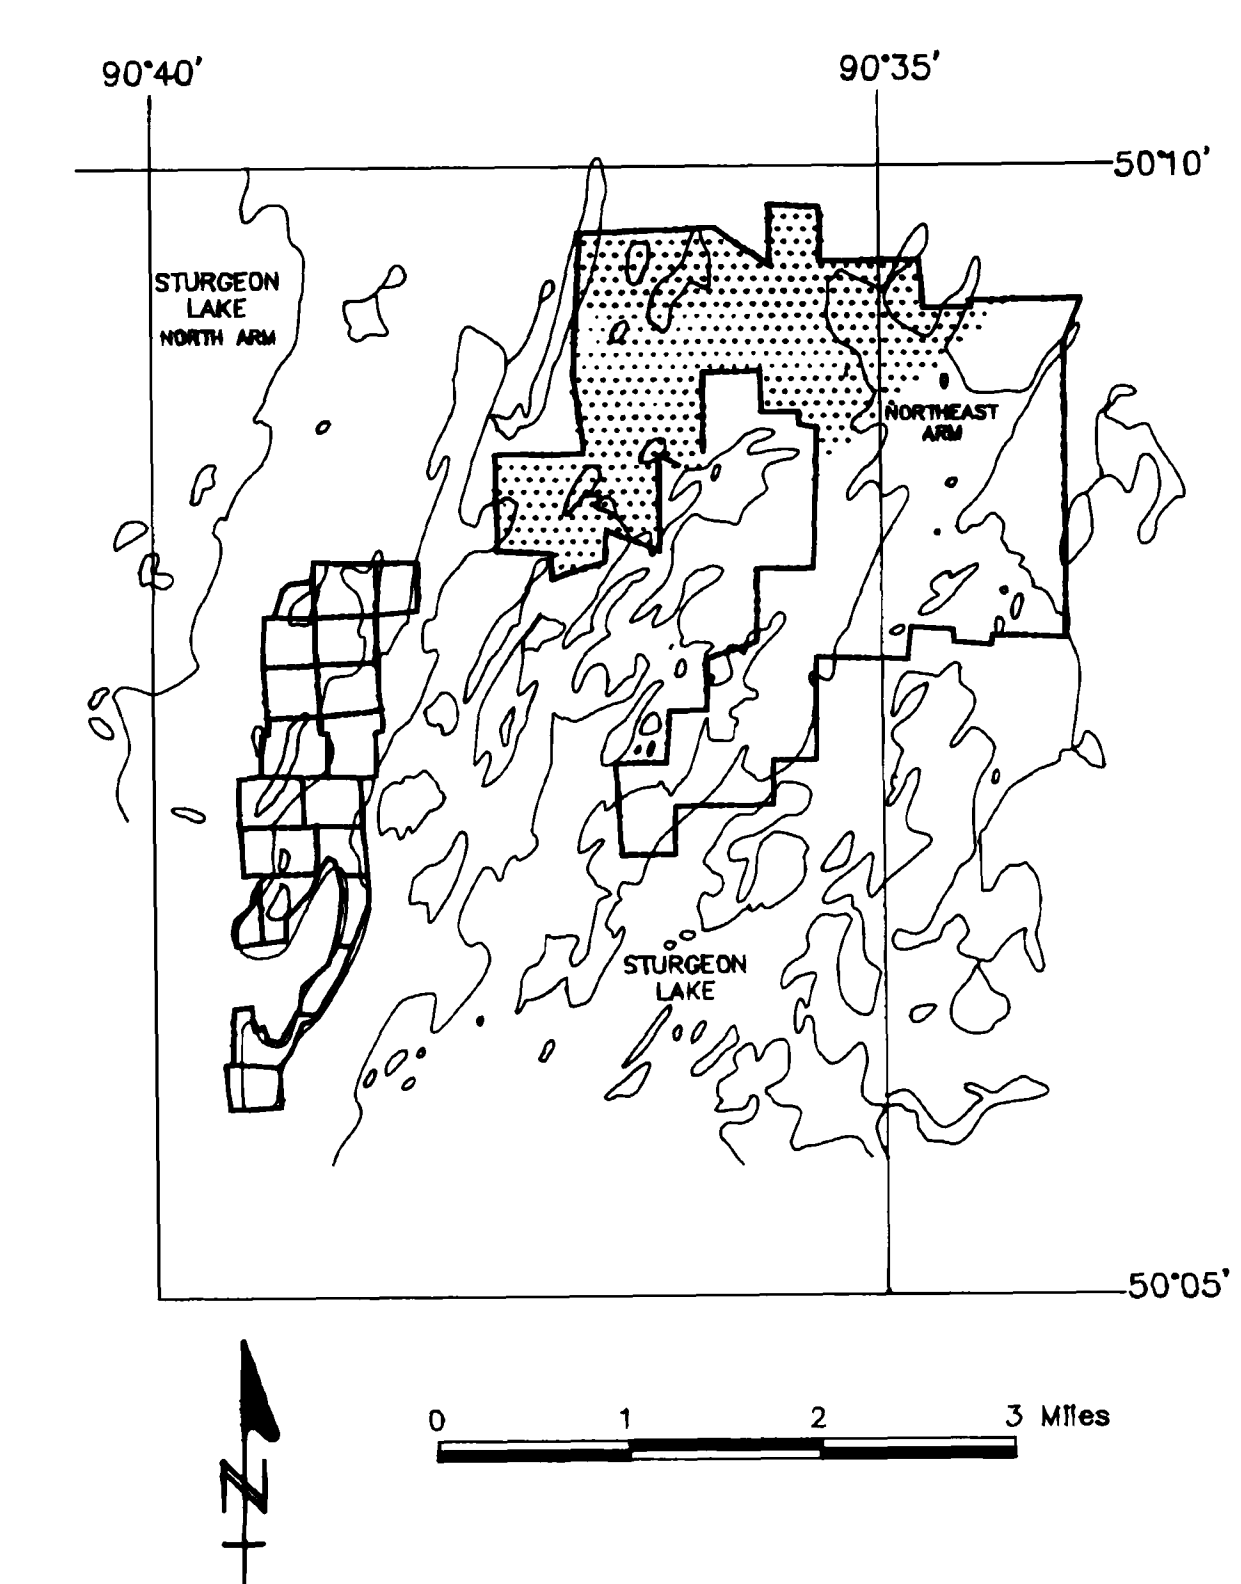 90°40'
90°35'
50°10'
STURGEON
LAKE
NORTH ARM
NORTHEAST
ARM
STURGEON
LAKE
50°05'
0 1 2 3 Miles
N